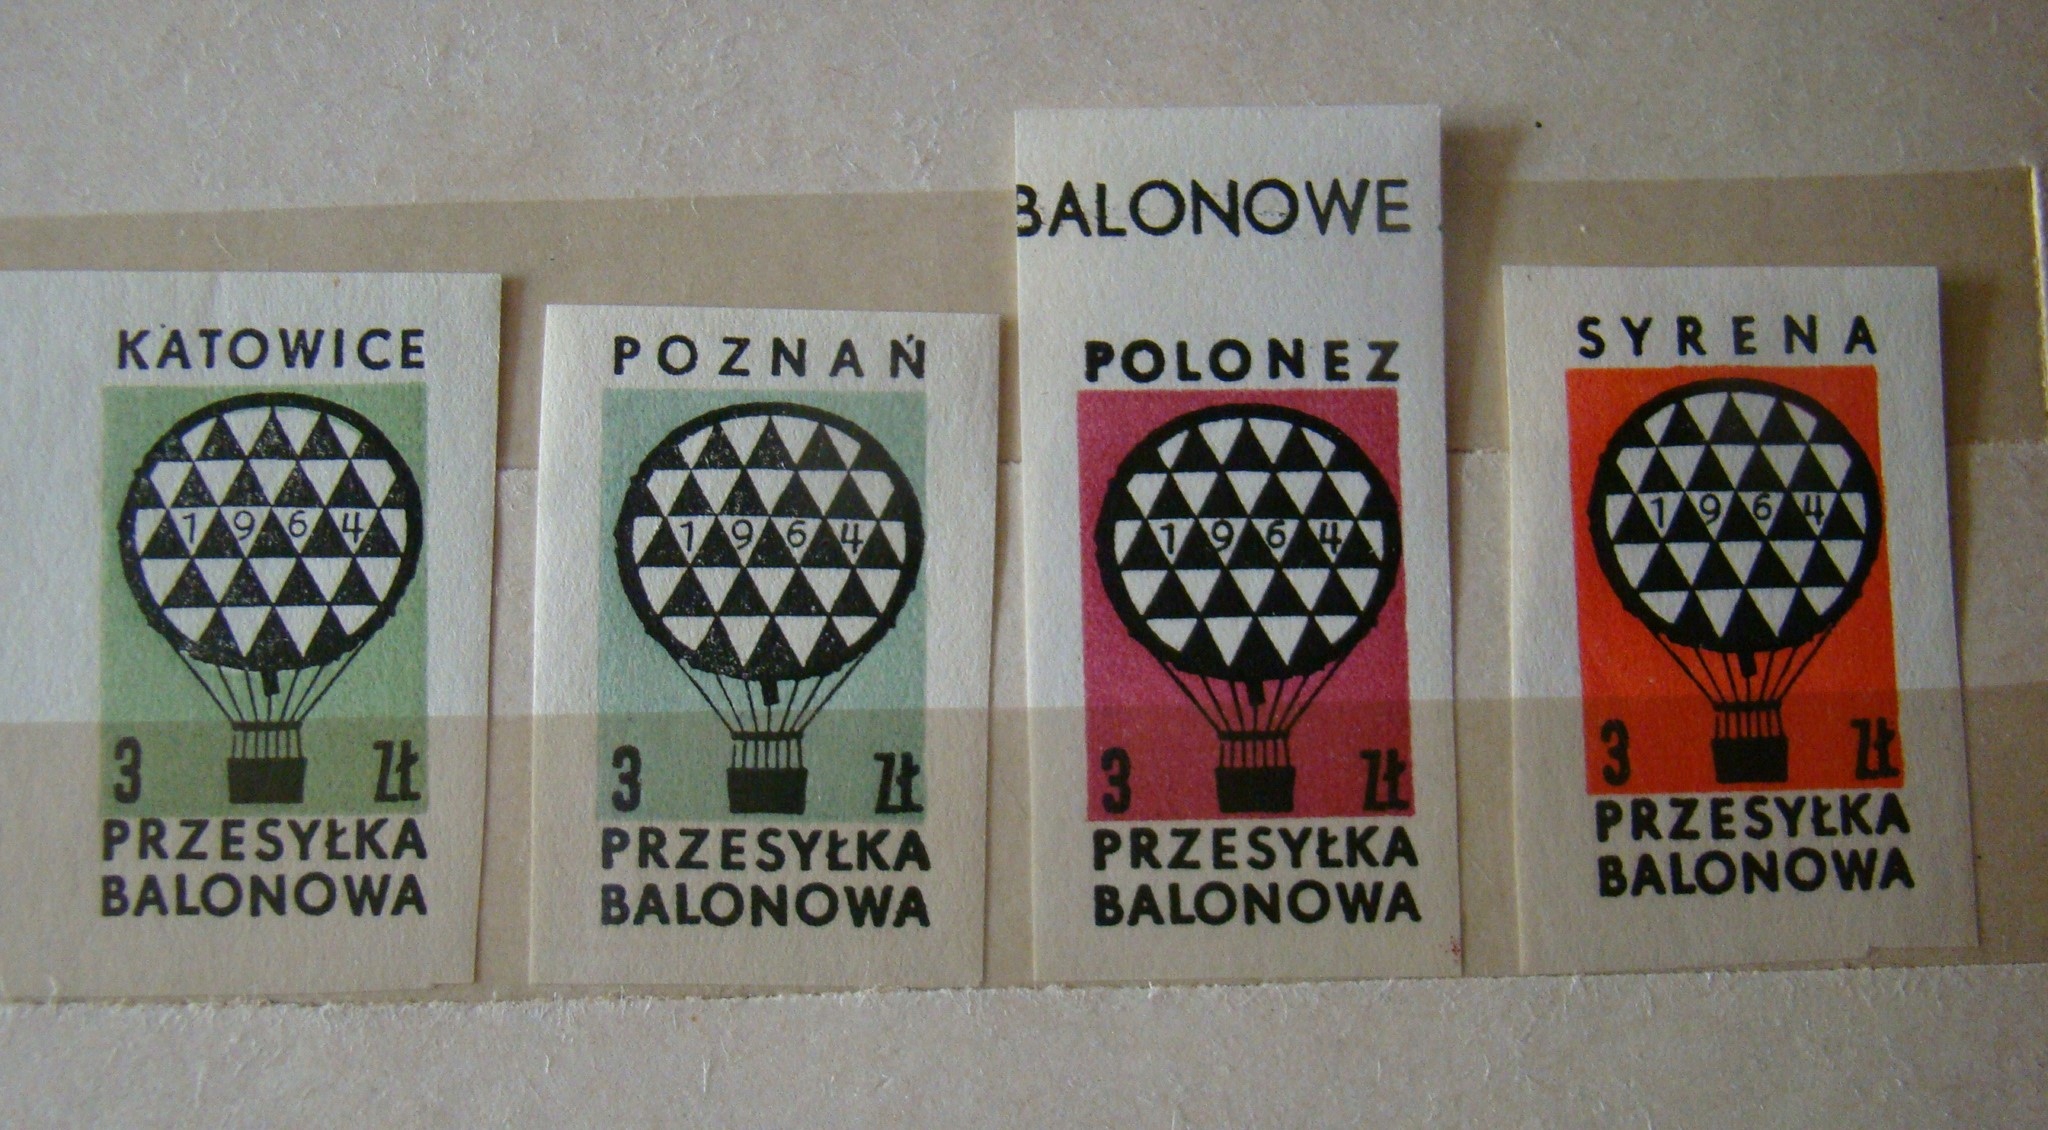 KATOWICE
1964
3 ZŁ
PRZESYŁKA
BALONOWA
POZNAŃ
1964
3 ZŁ
PRZESYŁKA
BALONOWA
BALONOWE
POLONEZ
1964
3 ZŁ
PRZESYŁKA
BALONOWA
SYRENA
1964
3 ZŁ
PRZESYŁKA
BALONOWA